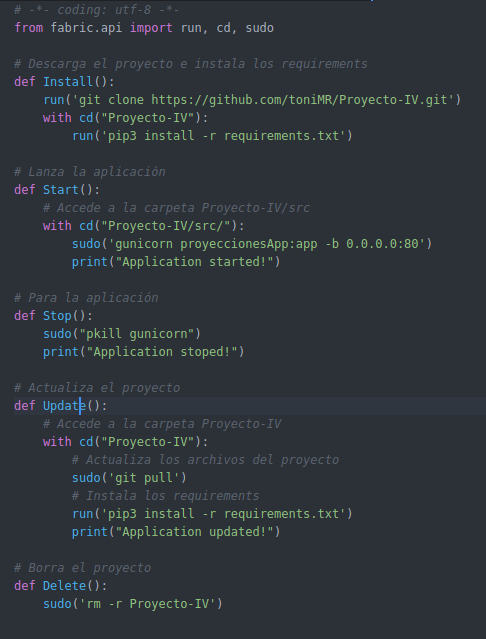 # -*- coding: utf-8 -*-
from fabric.api import run, cd, sudo

# Descarga el proyecto e instala los requirements
def Install():
    run('git clone https://github.com/toniMR/Proyecto-IV.git')
    with cd("Proyecto-IV"):
        run('pip3 install -r requirements.txt')

# Lanza la aplicación
def Start():
    # Accede a la carpeta Proyecto-IV/src
    with cd("Proyecto-IV/src/"):
        sudo('gunicorn proyeccionesApp:app -b 0.0.0.0:80')
        print("Application started!")

# Para la aplicación
def Stop():
    sudo("pkill gunicorn")
    print("Application stoped!")

# Actualiza el proyecto
def Update():
    # Accede a la carpeta Proyecto-IV
    with cd("Proyecto-IV"):
        # Actualiza los archivos del proyecto
        sudo('git pull')
        # Instala los requirements
        run('pip3 install -r requirements.txt')
        print("Application updated!")

# Borra el proyecto
def Delete():
    sudo('rm -r Proyecto-IV')